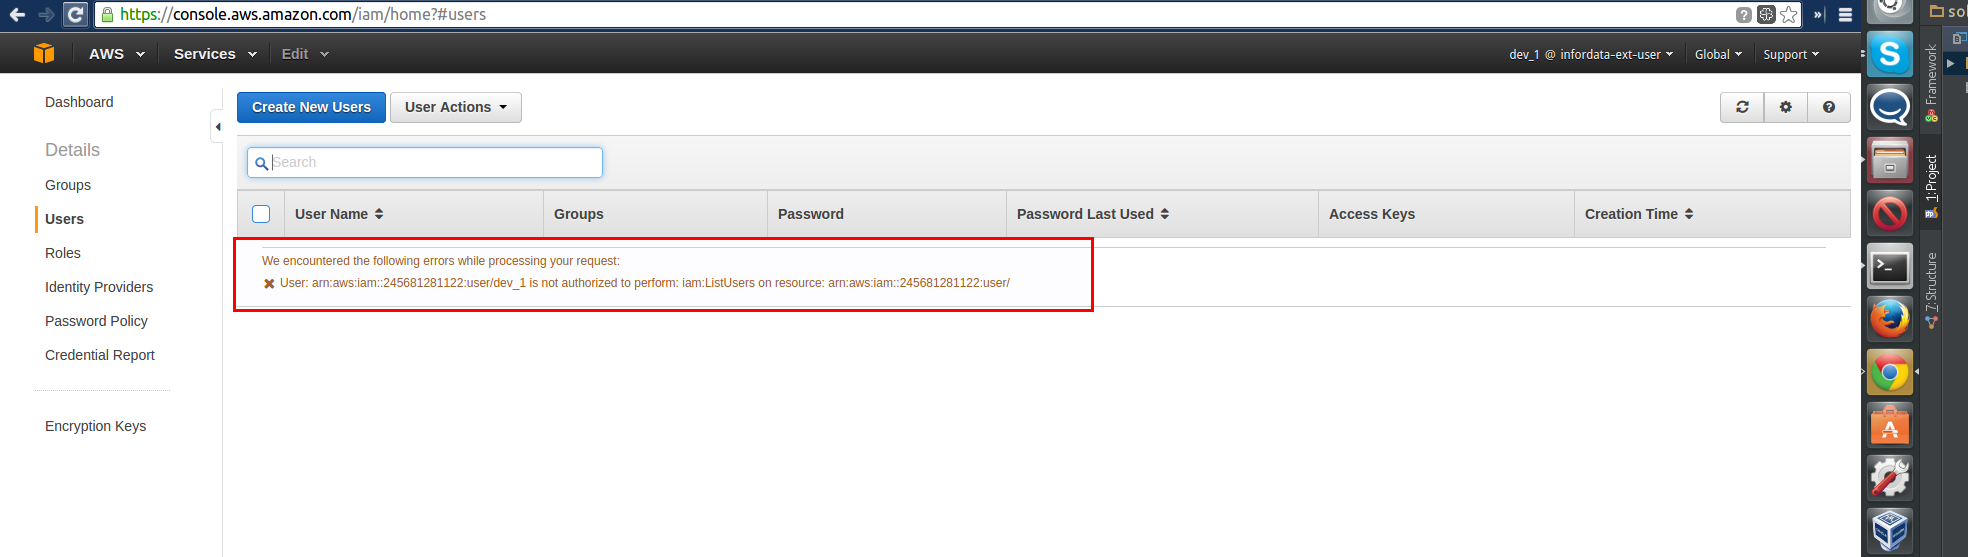 https://console.aws.amazon.com/iam/home?#users
AWS Services Edit dev_1 @ infordata-ext-user Global Support
Dashboard
Details
Groups
Users
Roles
Identity Providers
Password Policy
Credential Report
Encryption Keys
Create New Users User Actions
Search
User Name Groups Password Password Last Used Access Keys Creation Time
We encountered the following errors while processing your request:
User: arn:aws:iam::245681281122:user/dev_1 is not authorized to perform: iam:ListUsers on resource: arn:aws:iam::245681281122:user/
Framework
1: Project
7: Structure